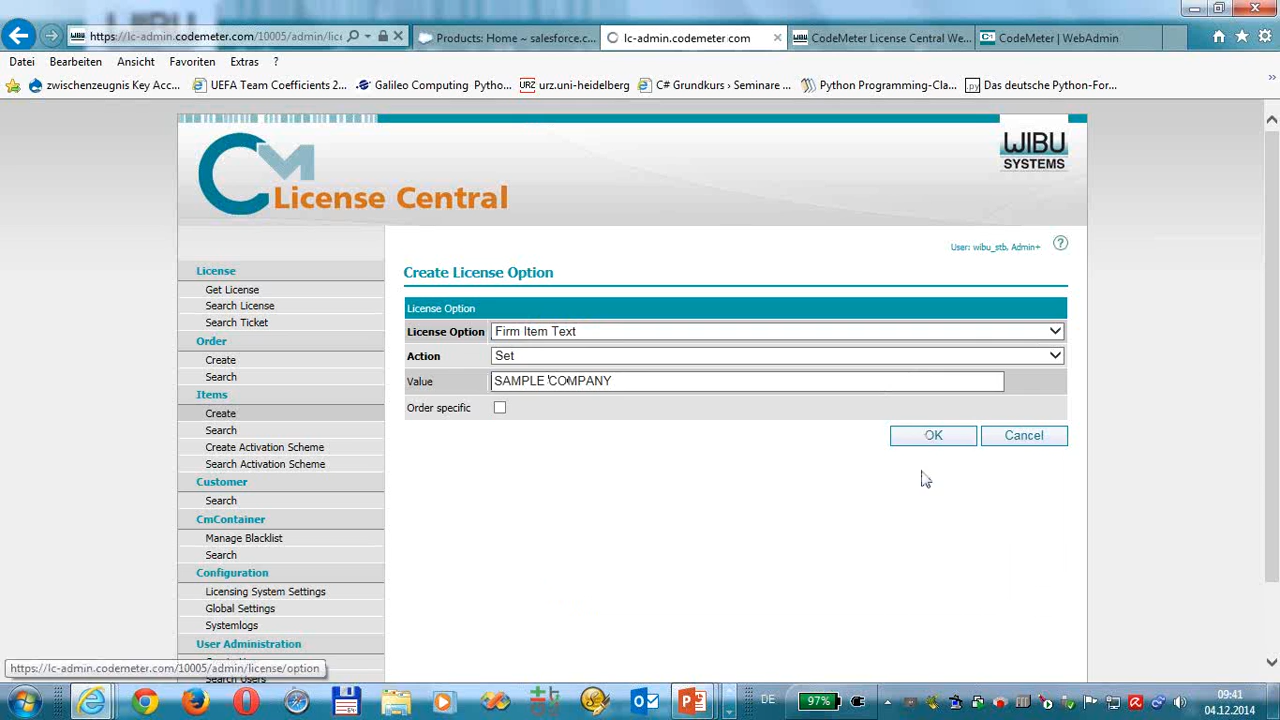 https://lc-admin.codemeter.com/10005/admin/lice
Products: Home ~ salesforce.c...
lc-admin.codemeter.com
CodeMeter License Central We...
CodeMeter | WebAdmin
Datei Bearbeiten Ansicht Favoriten Extras ?
zwischenzeugnis Key Acc...
UEFA Team Coefficients 2...
Galileo Computing Pytho...
urz.uni-heidelberg
C# Grundkurs › Seminare ...
Python Programming-Cla...
Das deutsche Python-For...
CM
License Central
WIBU
SYSTEMS
User: wibu_stb, Admin+
License
Get License
Search License
Search Ticket
Order
Create
Search
Items
Create
Search
Create Activation Scheme
Search Activation Scheme
Customer
Search
CmContainer
Manage Blacklist
Search
Configuration
Licensing System Settings
Global Settings
Systemlogs
User Administration
Search Users
Create License Option
License Option
License Option Firm Item Text
Action Set
Value SAMPLE COMPANY
Order specific
OK Cancel
https://lc-admin.codemeter.com/10005/admin/license/option
DE
97%
09:41
04.12.2014